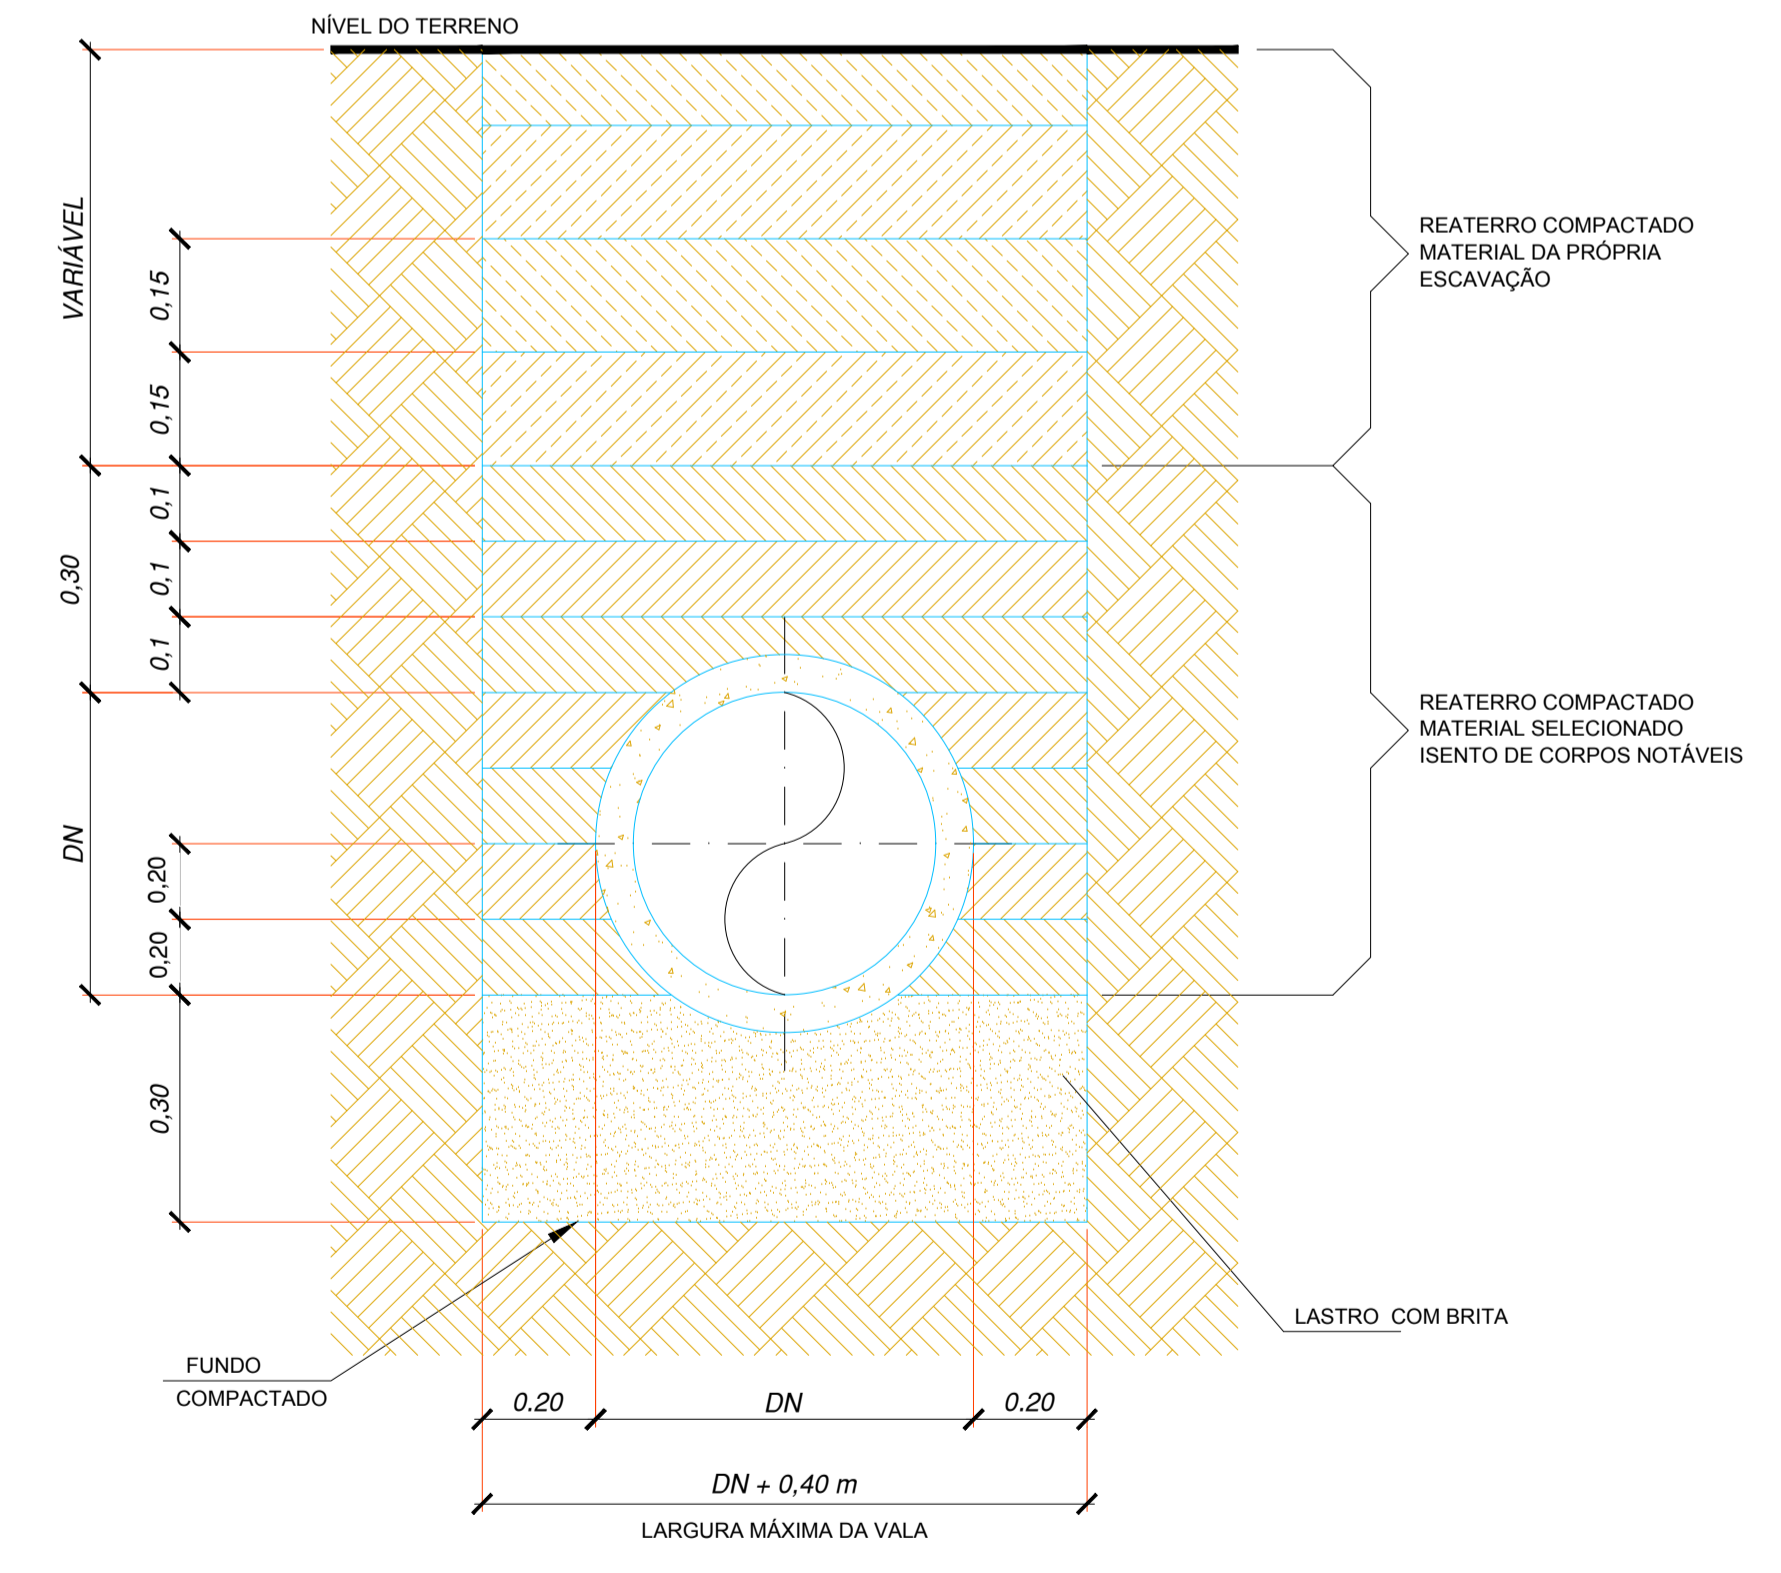 NÍVEL DO TERRENO
VARIÁVEL
0,15
0,15
REATERRO COMPACTADO
MATERIAL DA PRÓPRIA
ESCAVAÇÃO
0,30
0,1
0,1
0,1
REATERRO COMPACTADO
MATERIAL SELECIONADO
ISENTO DE CORPOS NOTÁVEIS
DN
0,20
0,20
0,30
LASTRO COM BRITA
FUNDO
COMPACTADO
0.20
DN
0.20
DN + 0,40 m
LARGURA MÁXIMA DA VALA